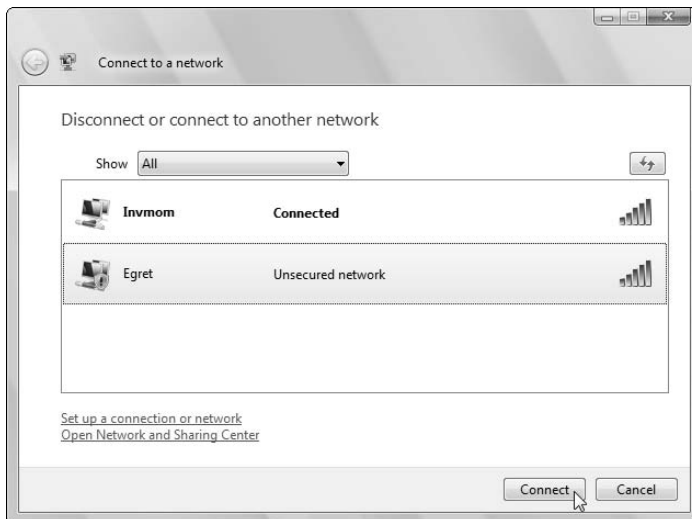 Connect to a network
Disconnect or connect to another network
Show All
Invmom Connected
Egret Unsecured network
Set up a connection or network
Open Network and Sharing Center
Connect Cancel